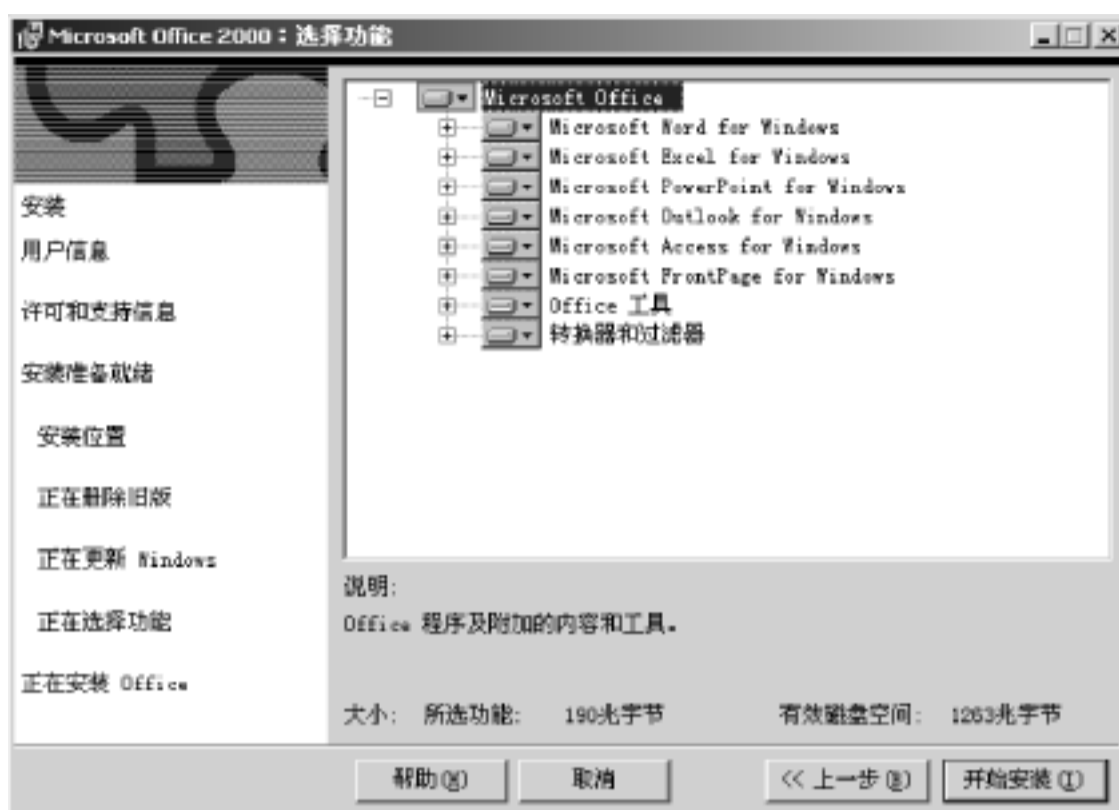 Microsoft Office 2000：选择功能
Microsoft Office
Microsoft Word for Windows
Microsoft Excel for Windows
Microsoft PowerPoint for Windows
Microsoft Outlook for Windows
Microsoft Access for Windows
Microsoft FrontPage for Windows
Office 工具
转换器和过滤器
安装
用户信息
许可和支持信息
安装准备就绪
安装位置
正在删除旧版
正在更新 Windows
正在选择功能
正在安装 Office
说明:
Office 程序及附加的内容和工具。
大小: 所选功能: 190兆字节 有效磁盘空间: 1263兆字节
帮助(H) 取消 << 上一步(B) 开始安装(I)